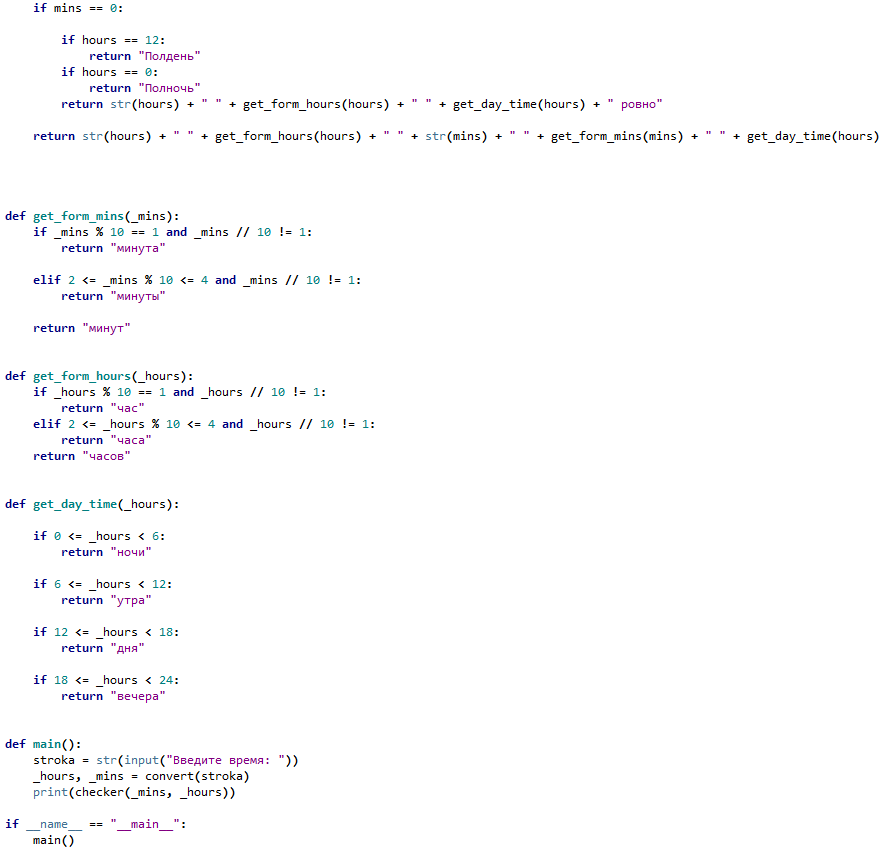 if mins == 0:
if hours == 12:
return "Полдень"
if hours == 0:
return "Полночь"
return str(hours) + " " + get_form_hours(hours) + " " + get_day_time(hours) + " ровно"
return str(hours) + " " + get_form_hours(hours) + " " + str(mins) + " " + get_form_mins(mins) + " " + get_day_time(hours)
def get_form_mins(_mins):
if _mins % 10 == 1 and _mins // 10 != 1:
return "минута"
elif 2 <= _mins % 10 <= 4 and _mins // 10 != 1:
return "минуты"
return "минут"
def get_form_hours(_hours):
if _hours % 10 == 1 and _hours // 10 != 1:
return "час"
elif 2 <= _hours % 10 <= 4 and _hours // 10 != 1:
return "часа"
return "часов"
def get_day_time(_hours):
if 0 <= _hours < 6:
return "ночи"
if 6 <= _hours < 12:
return "утра"
if 12 <= _hours < 18:
return "дня"
if 18 <= _hours < 24:
return "вечера"
def main():
stroka = str(input("Введите время: "))
_hours, _mins = convert(stroka)
print(checker(_mins, _hours))
if __name__ == "__main__":
main()